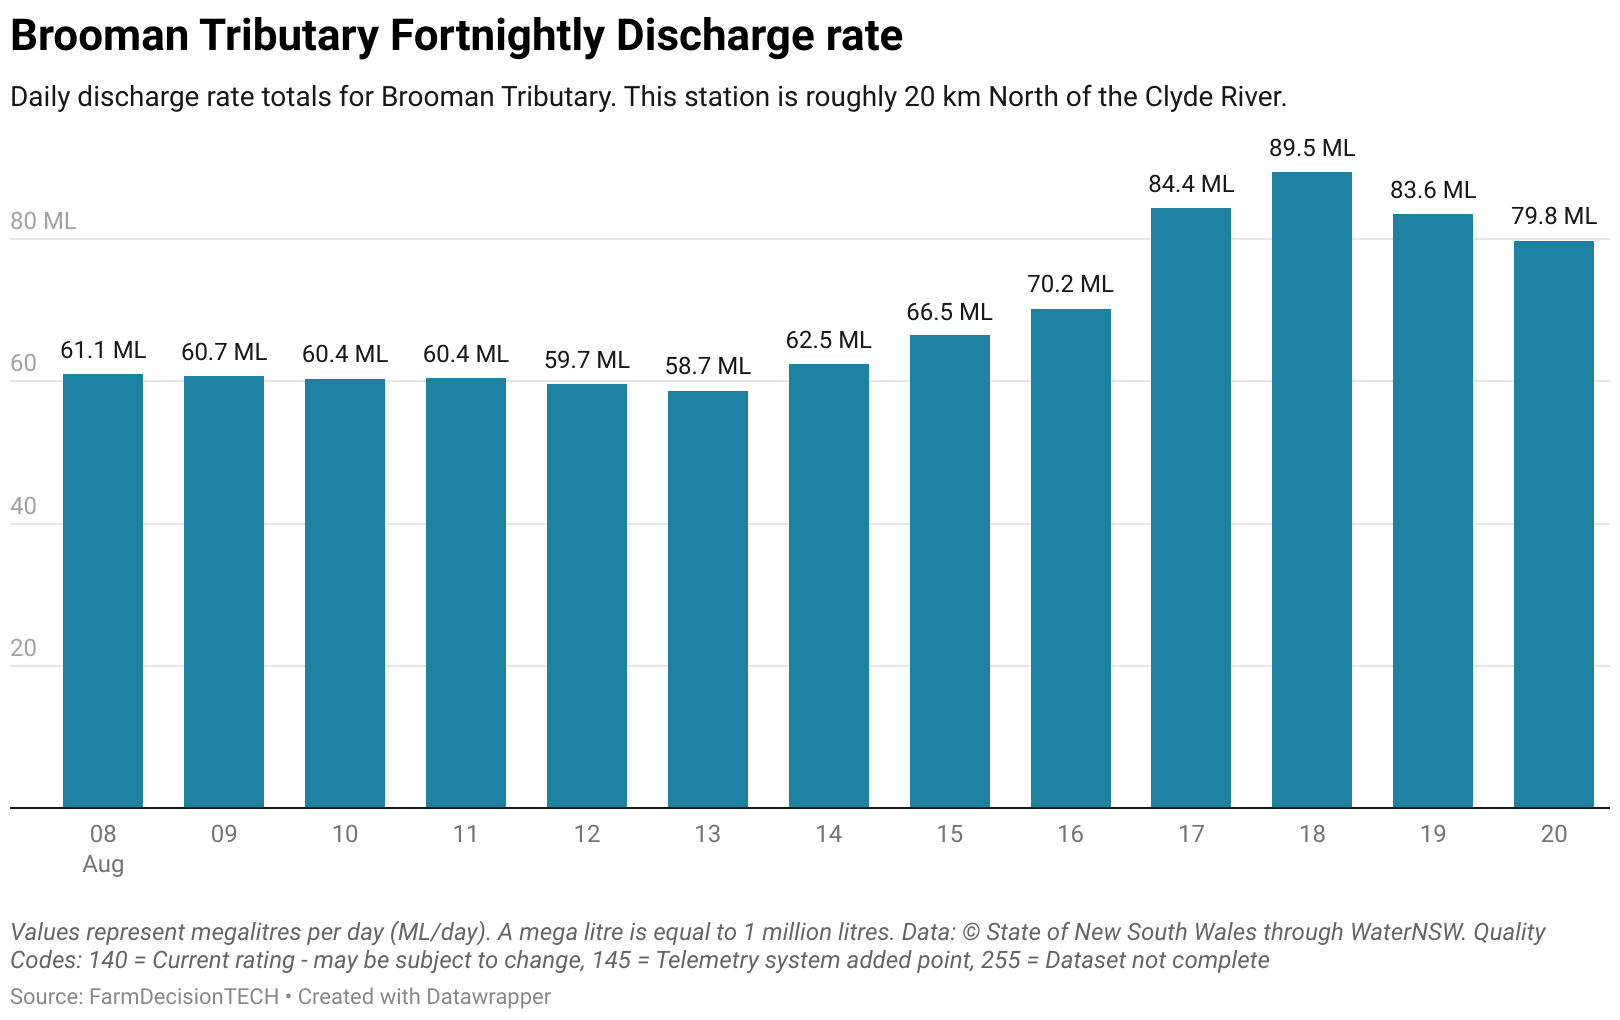 Brooman Tributary Fortnightly Discharge rate
Daily discharge rate totals for Brooman Tributary. This station is roughly 20 km North of the Clyde River.
89.5 ML
84.4 ML
83.6 ML
79.8 ML
80 ML
70.2 ML
66.5 ML
62.5 ML
61.1 ML
60.7 ML
60.4 ML
60.4 ML
59.7 ML
58.7 ML
60
40
20
08 09 10 11 12 13 14 15 16 17 18 19 20
Aug
Values represent megalitres per day (ML/day). A mega litre is equal to 1 million litres. Data: © State of New South Wales through WaterNSW. Quality
Codes: 140 = Current rating - may be subject to change, 145 = Telemetry system added point, 255 = Dataset not complete
Source: FarmDecisionTECH • Created with Datawrapper